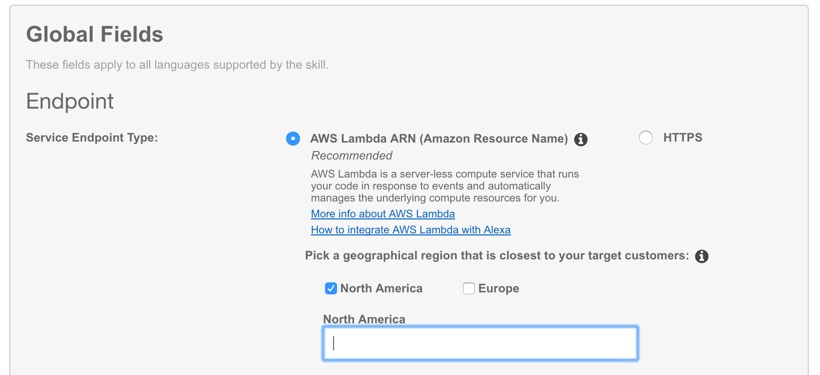 Global Fields
These fields apply to all languages supported by the skill.
Endpoint
Service Endpoint Type:
AWS Lambda ARN (Amazon Resource Name)
HTTPS
Recommended
AWS Lambda is a server-less compute service that runs
your code in response to events and automatically
manages the underlying compute resources for you.
More info about AWS Lambda
How to integrate AWS Lambda with Alexa
Pick a geographical region that is closest to your target customers:
North America
Europe
North America